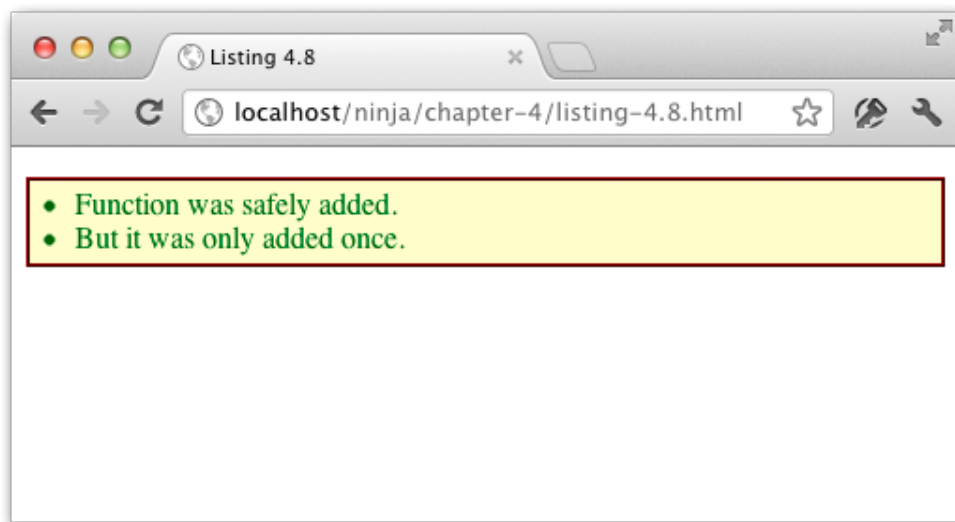 Listing 4.8
localhost/ninja/chapter-4/listing-4.8.html
Function was safely added.
But it was only added once.